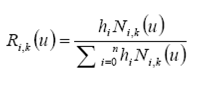 R_{i,k}(u) = \frac{h_i N_{i,k}(u)}{\sum_{i=0}^{n} h_i N_{i,k}(u)}